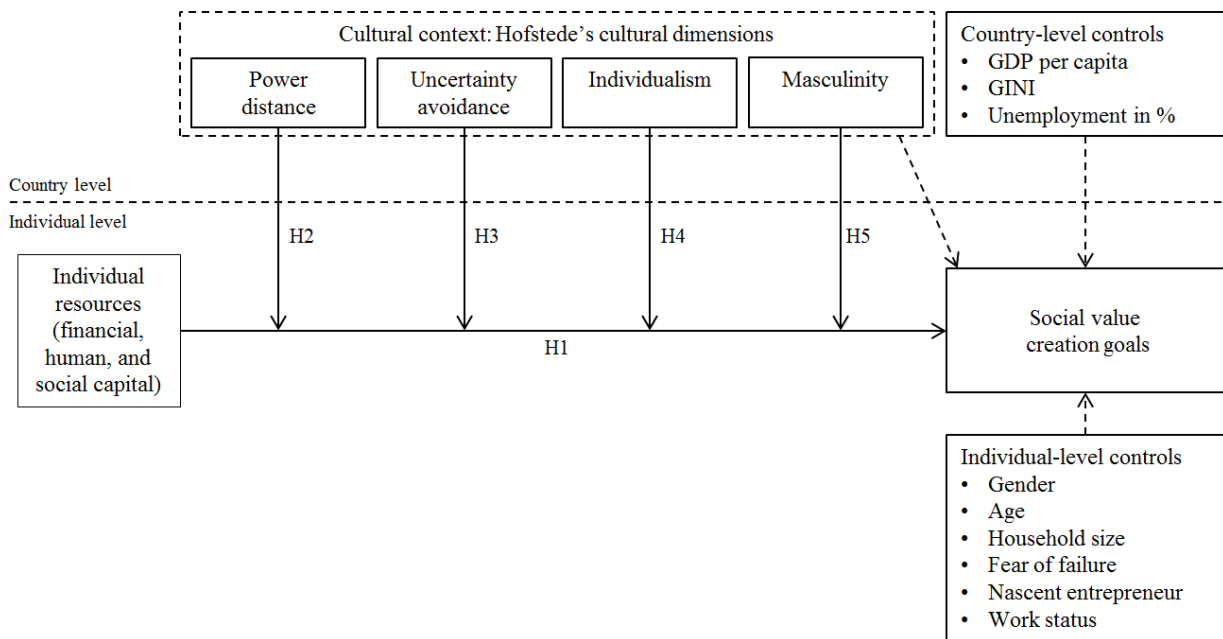 Cultural context: Hofstede's cultural dimensions
Power
distance
Uncertainty
avoidance
Individualism
Masculinity
Country-level controls
• GDP per capita
• GINI
• Unemployment in %
Country level
Individual level
H2
H3
H4
H5
Individual
resources
(financial,
human, and
social capital)
H1
Social value
creation goals
Individual-level controls
• Gender
• Age
• Household size
• Fear of failure
• Nascent entrepreneur
• Work status